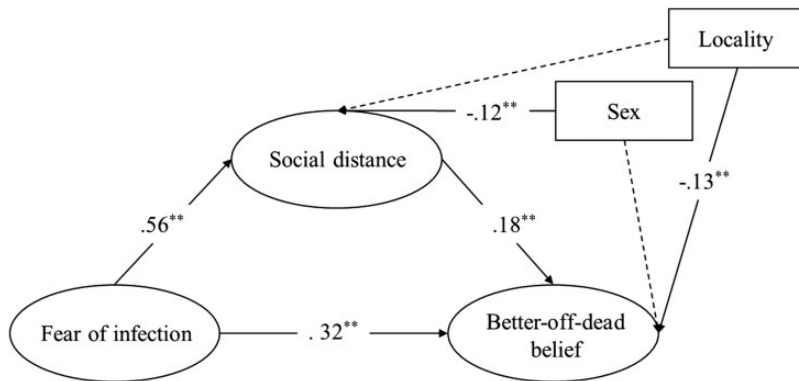 Locality
-.12**
Sex
Social distance
-.13**
.56**
.18**
Fear of infection
. 32**
Better-off-dead
belief